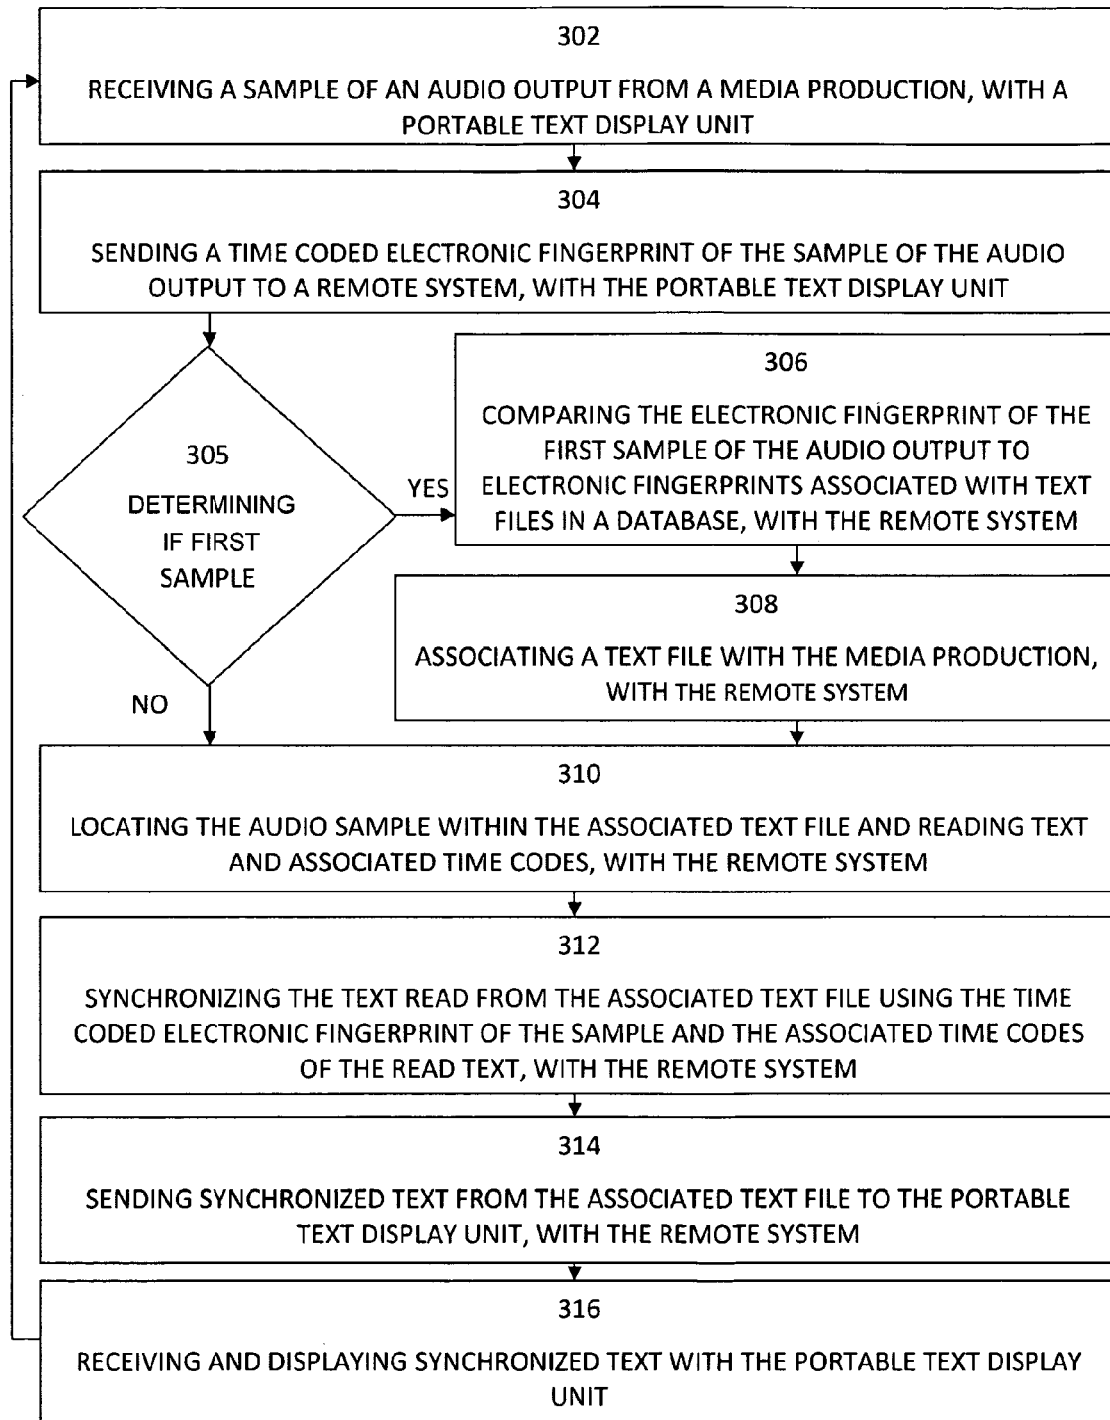 302
RECEIVING A SAMPLE OF AN AUDIO OUTPUT FROM A MEDIA PRODUCTION, WITH A
PORTABLE TEXT DISPLAY UNIT
304
SENDING A TIME CODED ELECTRONIC FINGERPRINT OF THE SAMPLE OF THE AUDIO
OUTPUT TO A REMOTE SYSTEM, WITH THE PORTABLE TEXT DISPLAY UNIT
305
DETERMINING
IF FIRST
SAMPLE
YES
306
COMPARING THE ELECTRONIC FINGERPRINT OF THE
FIRST SAMPLE OF THE AUDIO OUTPUT TO
ELECTRONIC FINGERPRINTS ASSOCIATED WITH TEXT
FILES IN A DATABASE, WITH THE REMOTE SYSTEM
308
ASSOCIATING A TEXT FILE WITH THE MEDIA PRODUCTION,
WITH THE REMOTE SYSTEM
NO
310
LOCATING THE AUDIO SAMPLE WITHIN THE ASSOCIATED TEXT FILE AND READING TEXT
AND ASSOCIATED TIME CODES, WITH THE REMOTE SYSTEM
312
SYNCHRONIZING THE TEXT READ FROM THE ASSOCIATED TEXT FILE USING THE TIME
CODED ELECTRONIC FINGERPRINT OF THE SAMPLE AND THE ASSOCIATED TIME CODES
OF THE READ TEXT, WITH THE REMOTE SYSTEM
314
SENDING SYNCHRONIZED TEXT FROM THE ASSOCIATED TEXT FILE TO THE PORTABLE
TEXT DISPLAY UNIT, WITH THE REMOTE SYSTEM
316
RECEIVING AND DISPLAYING SYNCHRONIZED TEXT WITH THE PORTABLE TEXT DISPLAY
UNIT